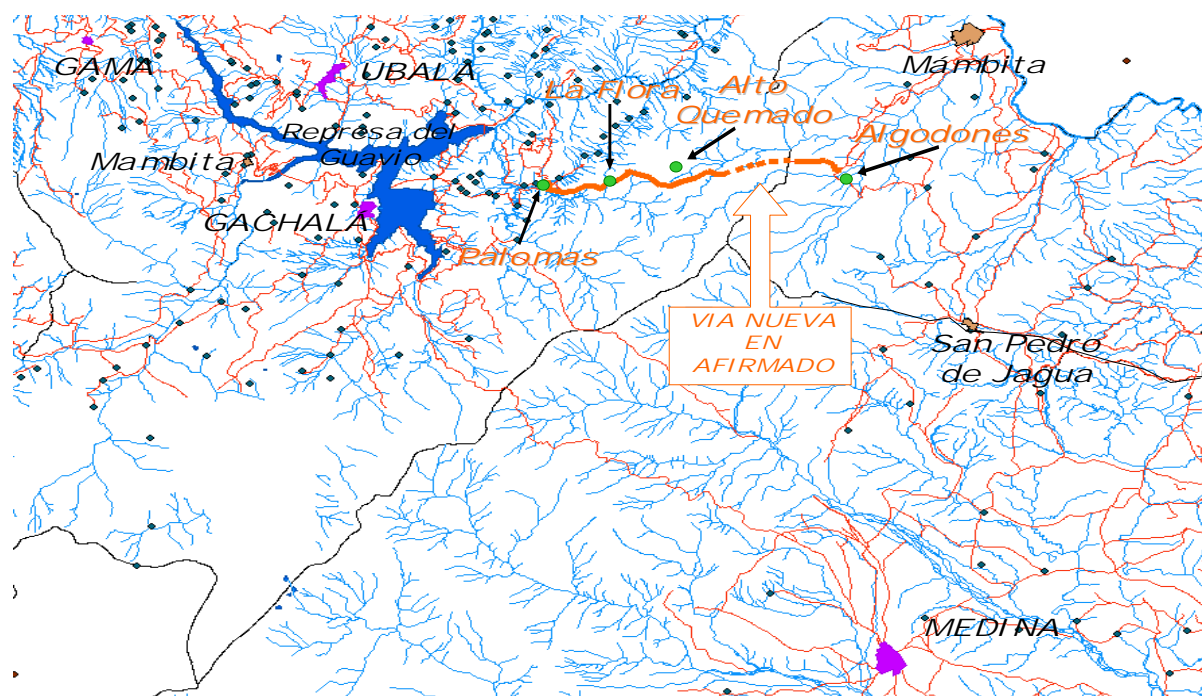 GAMA
UBALA
La Flora
Alto
Quemado
Mámbita
Algodones
Represa del
Guavio
Mambita
GACHALA
Palomas
VIA NUEVA
EN
AFIRMADO
San Pedro
de Jagua
MEDINA